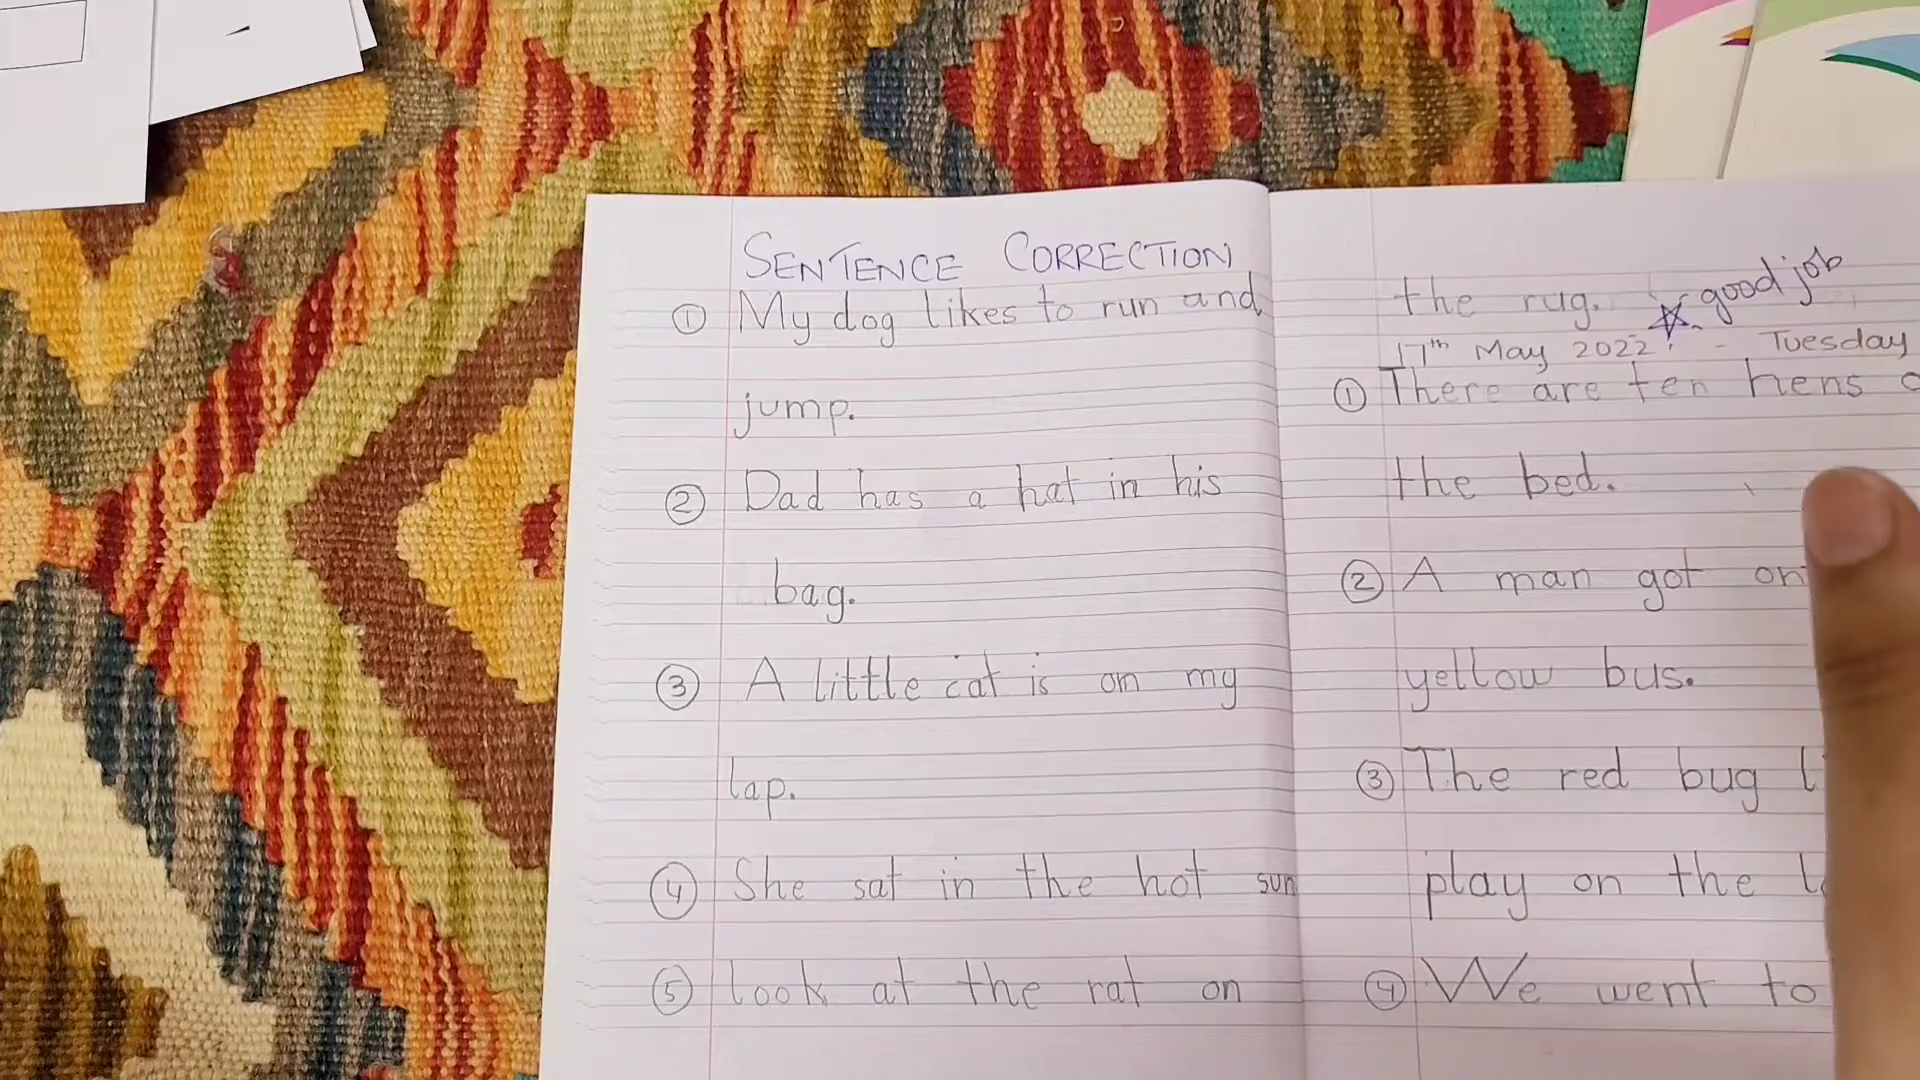 SENTENCE CORRECTION
① My dog likes to run and
jump.
② Dad has a hat in his
bag.
③ A little cat is on my
lap.
④ She sat in the hot sun
⑤ look at the rat on
the rug. good job
17th May 2022 - Tuesday
① There are ten hens
the bed.
② A man got on
yellow bus.
③ The red bug
play on the
④ We went to